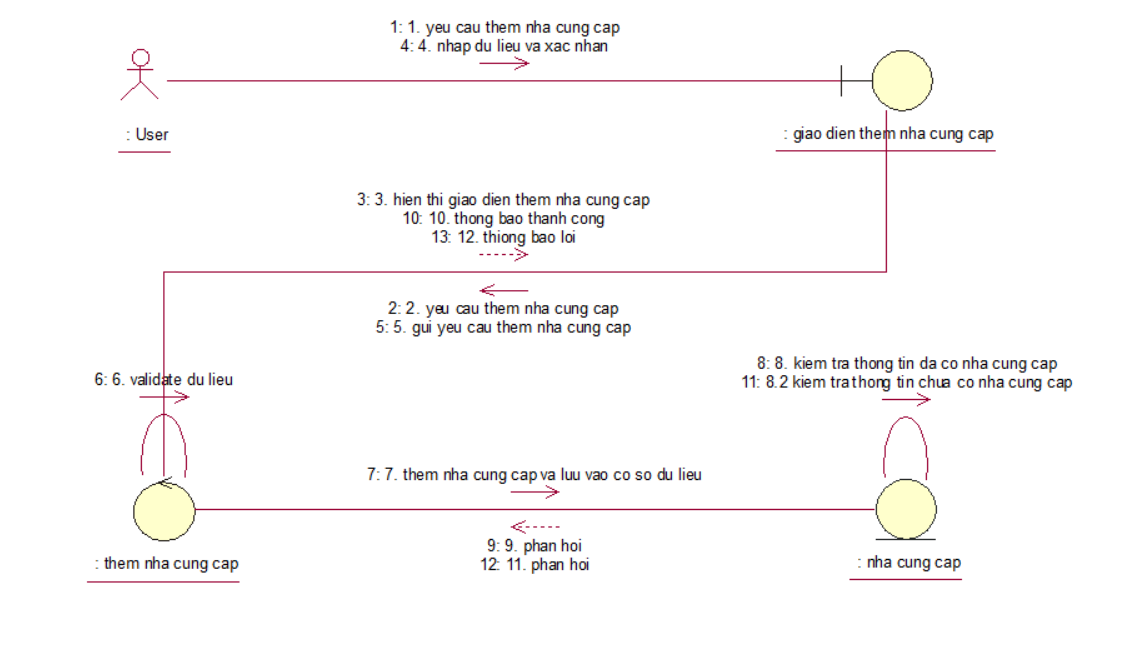 1: 1. yeu cau them nha cung cap
4: 4. nhap du lieu va xac nhan
: User
: giao dien them nha cung cap
3: 3. hien thi giao dien them nha cung cap
10: 10. thong bao thanh cong
13: 12. thiong bao loi
2: 2. yeu cau them nha cung cap
5: 5. gui yeu cau them nha cung cap
6: 6. validate du lieu
8: 8. kiem tra thong tin da co nha cung cap
11: 8.2 kiem tra thong tin chua co nha cung cap
7: 7. them nha cung cap va luu vao co so du lieu
9: 9. phan hoi
12: 11. phan hoi
: them nha cung cap
: nha cung cap